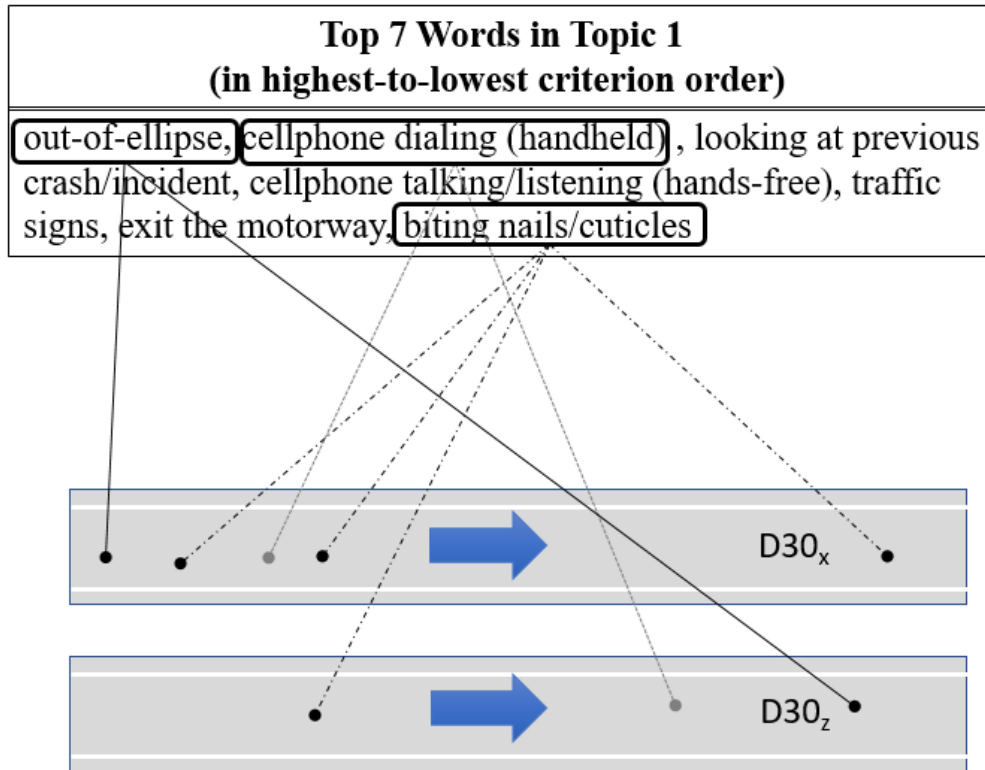 Top 7 Words in Topic 1
(in highest-to-lowest criterion order)
out-of-ellipse, cellphone dialing (handheld) , looking at previous
crash/incident, cellphone talking/listening (hands-free), traffic
signs, exit the motorway, biting nails/cuticles
D30x
D30z